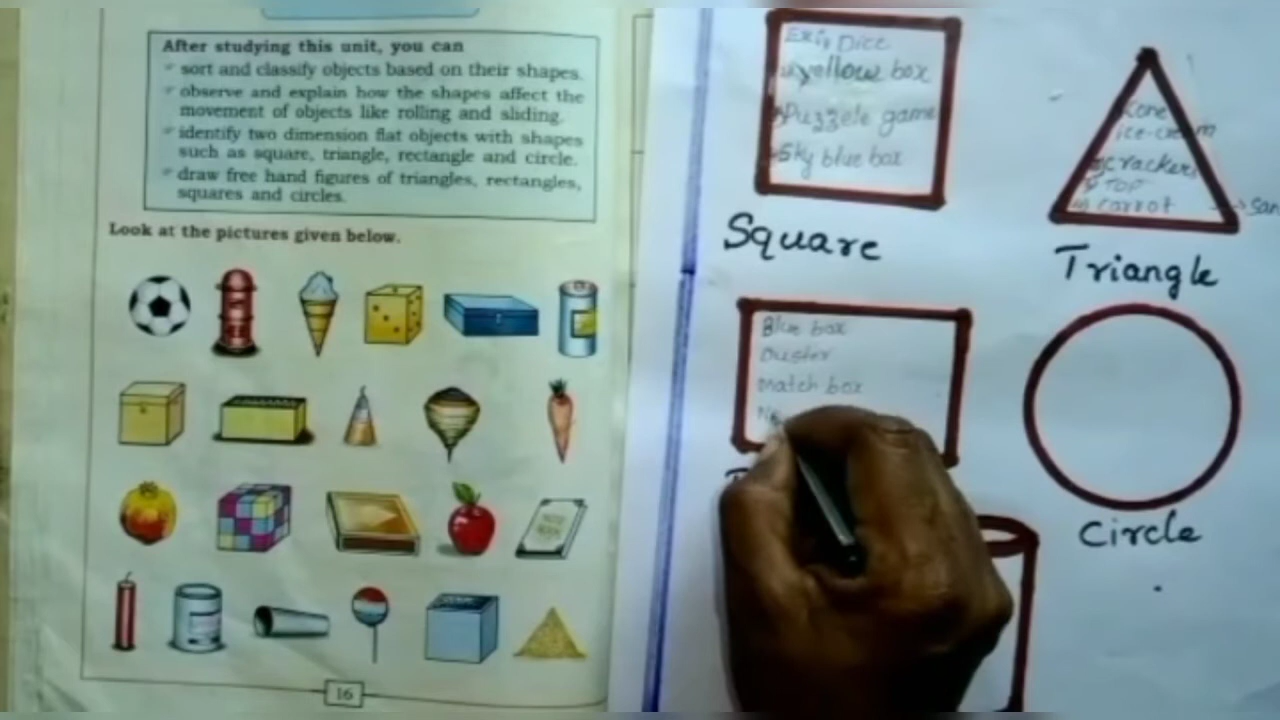 After studying this unit, you can
sort and classify objects based on their shapes.
observe and explain how the shapes affect the
movement of objects like rolling and sliding.
identify two dimension flat objects with shapes
such as square, triangle, rectangle and circle.
draw free hand figures of triangles, rectangles,
squares and circles.
Look at the pictures given below.
16
Dice
yellow box
Puzzele game
Sky blue box
Square
ice-cream
crackers
Top
carrot
Triangle
Blue box
Duster
Match box
Circle